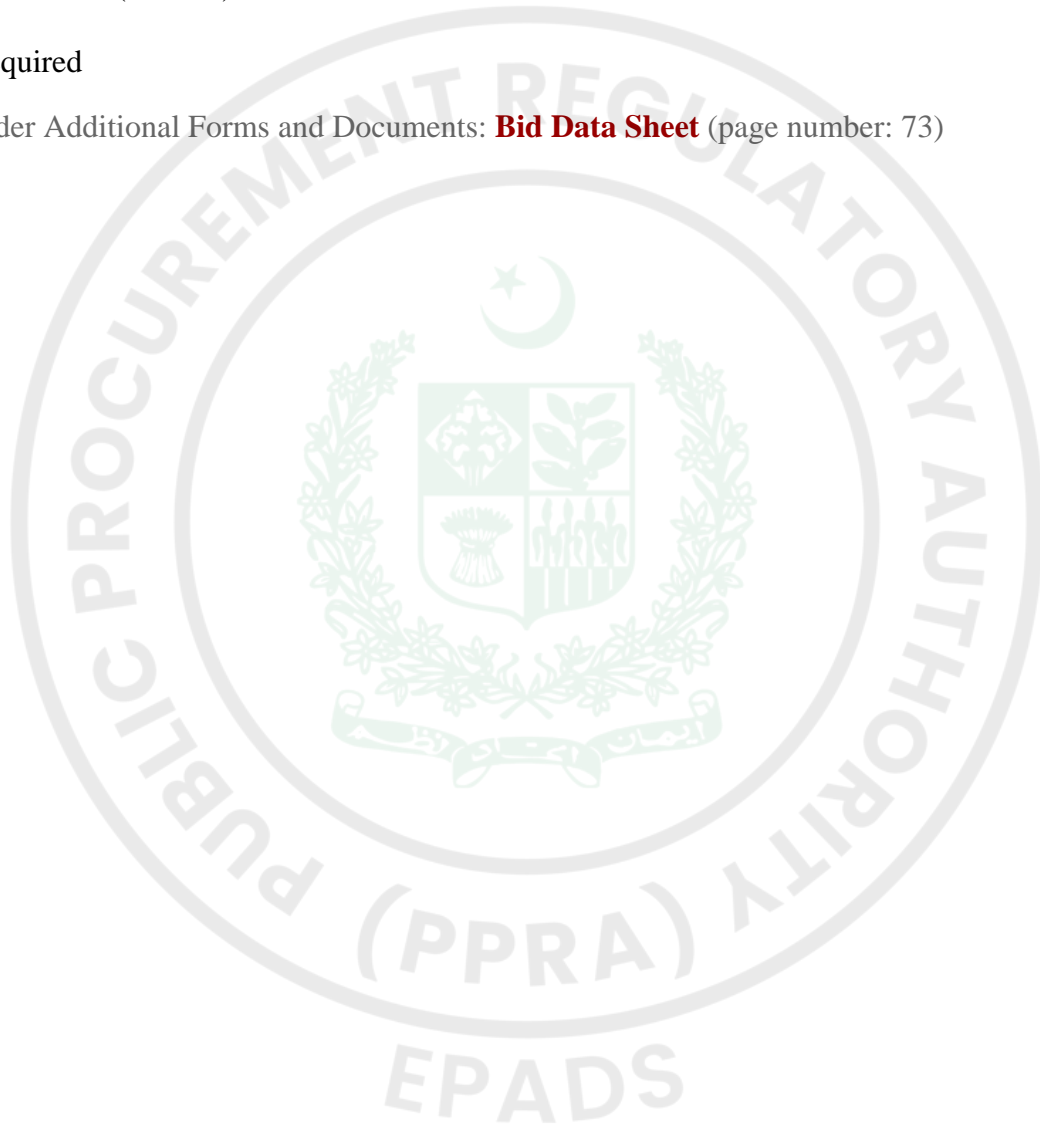 quired
der Additional Forms and Documents: Bid Data Sheet (page number: 73)
PUBLIC PROCUREMENT REGULATORY AUTHORITY
(PPRA)
EPADS